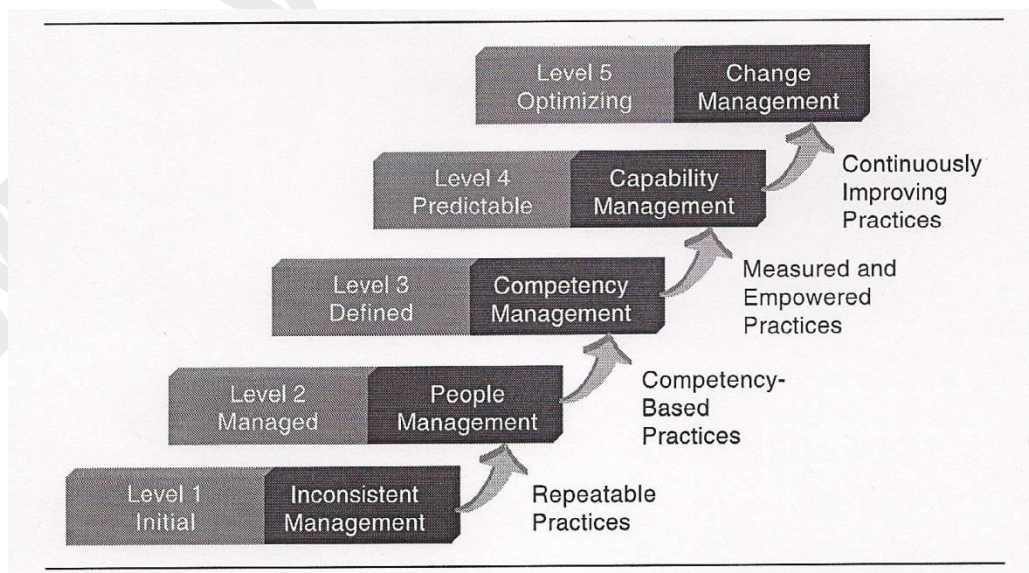 Level 5
Optimizing
Change
Management
Continuously
Improving
Practices
Level 4
Predictable
Capability
Management
Measured and
Empowered
Practices
Level 3
Defined
Competency
Management
Competency-
Based
Practices
Level 2
Managed
People
Management
Repeatable
Practices
Level 1
Initial
Inconsistent
Management